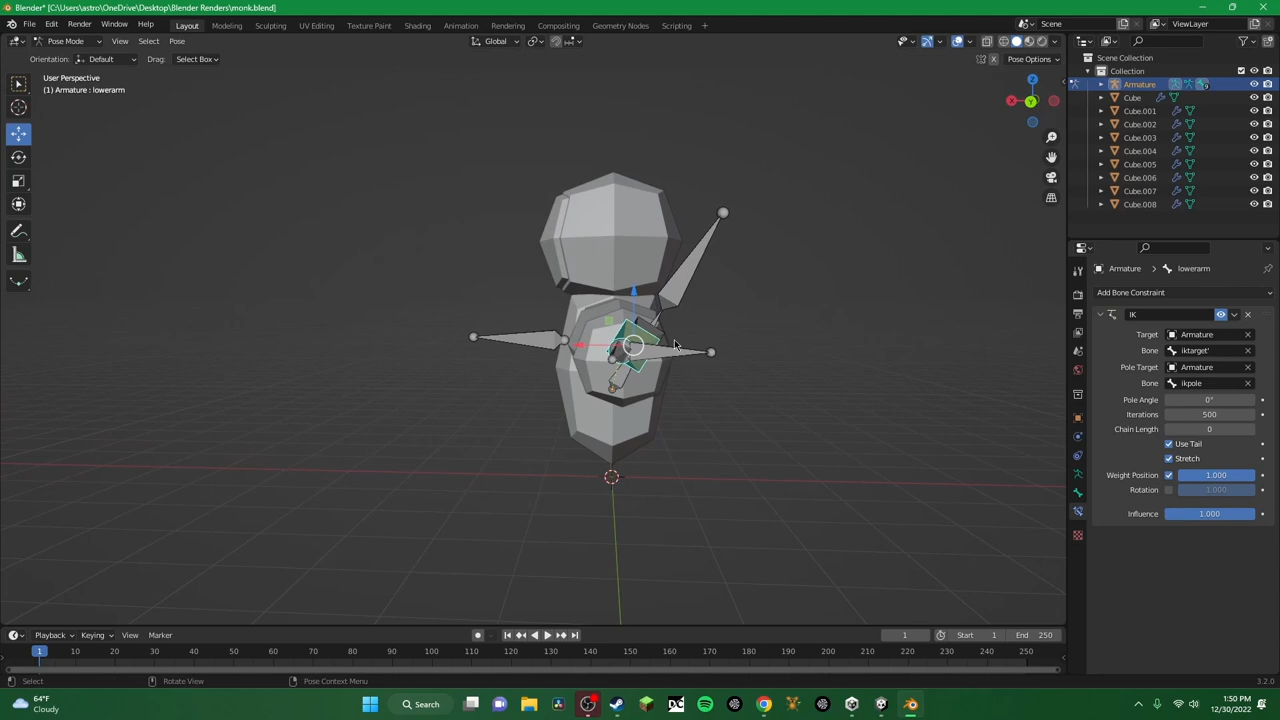 Blender* [C:\Users\astro\OneDrive\Desktop\Blender Renders\monk.blend]
File Edit Render Window Help Layout Modeling Sculpting UV Editing Texture Paint Shading Animation Rendering Compositing Geometry Nodes Scripting + Scene ViewLayer
Pose Mode View Select Pose Global
Orientation: Default Drag: Select Box X Pose Options
User Perspective
(1) Armature : lowerarm
Z
X
Y
Scene Collection
Collection
Armature 9
Cube
Cube.001
Cube.002
Cube.003
Cube.004
Cube.005
Cube.006
Cube.007
Cube.008
Armature > lowerarm
Add Bone Constraint
IK
Target Armature
Bone iktarget'
Pole Target Armature
Bone ikpole
Pole Angle 0°
Iterations 500
Chain Length 0
Use Tail
Stretch
Weight Position 1.000
Rotation 1.000
Influence 1.000
Playback Keying View Marker 1 Start 1 End 250
1 10 20 30 40 50 60 70 80 90 100 110 120 130 140 150 160 170 180 190 200 210 220 230 240 250
Select Rotate View Pose Context Menu 3.2.0
64°F
Cloudy
Search
DC
1:50 PM
12/30/2022